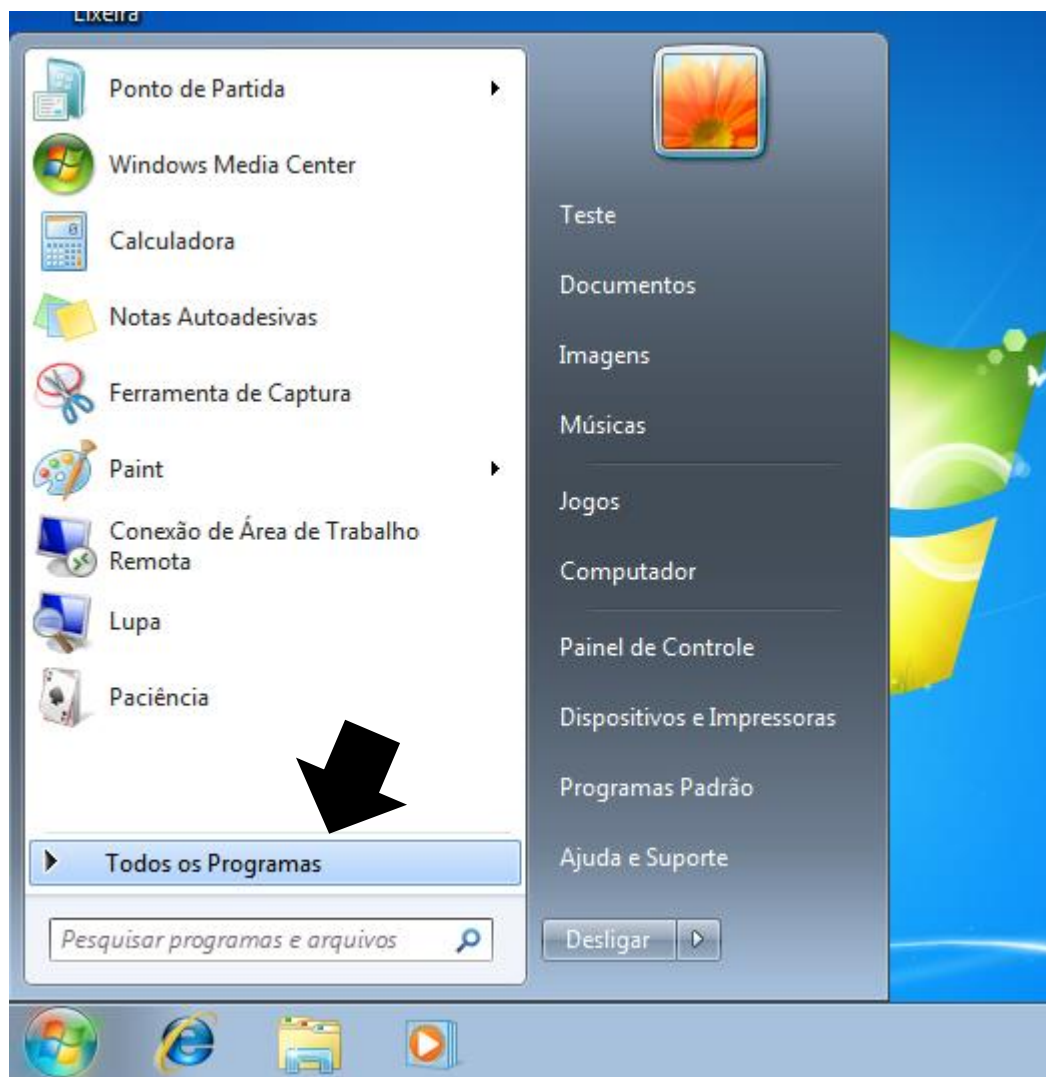 Lixeira
Ponto de Partida
Windows Media Center
Calculadora
Notas Autoadesivas
Ferramenta de Captura
Paint
Conexão de Área de Trabalho
Remota
Lupa
Paciência
Todos os Programas
Pesquisar programas e arquivos
Teste
Documentos
Imagens
Músicas
Jogos
Computador
Painel de Controle
Dispositivos e Impressoras
Programas Padrão
Ajuda e Suporte
Desligar